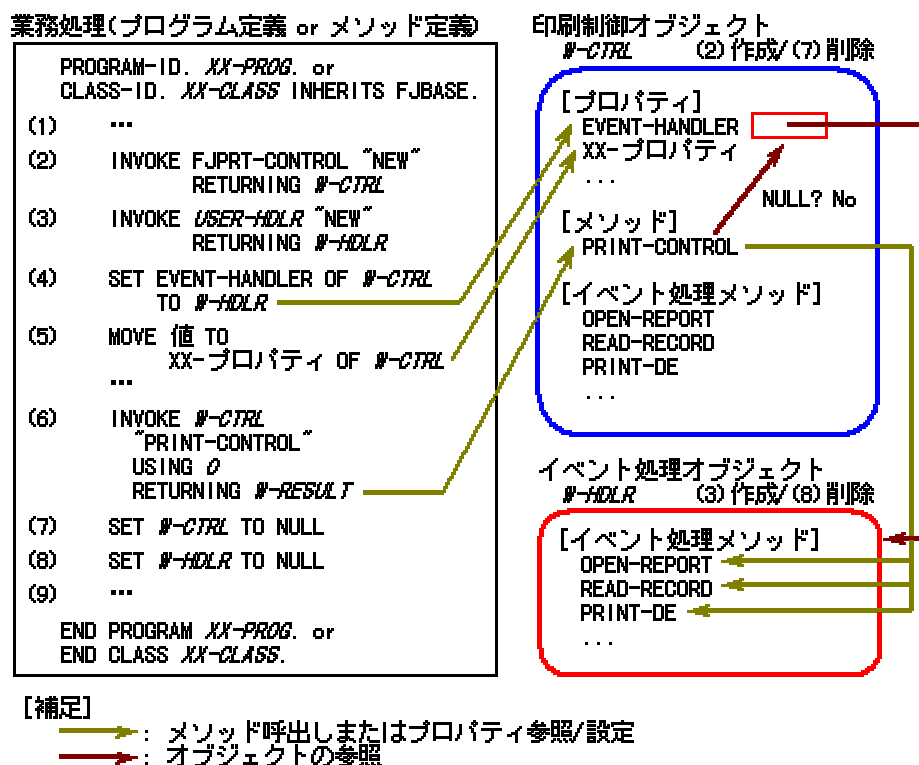 業務処理(プログラム定義 or メソッド定義)
PROGRAM-ID. XX-PROG. or
CLASS-ID. XX-CLASS INHERITS FJBASE.
(1) …
(2) INVOKE FJPRT-CONTROL "NEW"
RETURNING W-CTRL
(3) INVOKE USER-HDLR "NEW"
RETURNING W-HDLR
(4) SET EVENT-HANDLER OF W-CTRL
TO W-HDLR
(5) MOVE 値 TO
XX-プロパティ OF W-CTRL
…
(6) INVOKE W-CTRL
"PRINT-CONTROL"
USING O
RETURNING W-RESULT
(7) SET W-CTRL TO NULL
(8) SET W-HDLR TO NULL
(9) …
END PROGRAM XX-PROG. or
END CLASS XX-CLASS.
印刷制御オブジェクト
W-CTRL (2)作成/(7)削除
[プロパティ]
EVENT-HANDLER
XX-プロパティ
...
NULL? No
[メソッド]
PRINT-CONTROL
[イベント処理メソッド]
OPEN-REPORT
READ-RECORD
PRINT-DE
...
イベント処理オブジェクト
W-HDLR (3)作成/(8)削除
[イベント処理メソッド]
OPEN-REPORT
READ-RECORD
PRINT-DE
...
[補足]
: メソッド呼出しまたはプロパティ参照/設定
: オブジェクトの参照